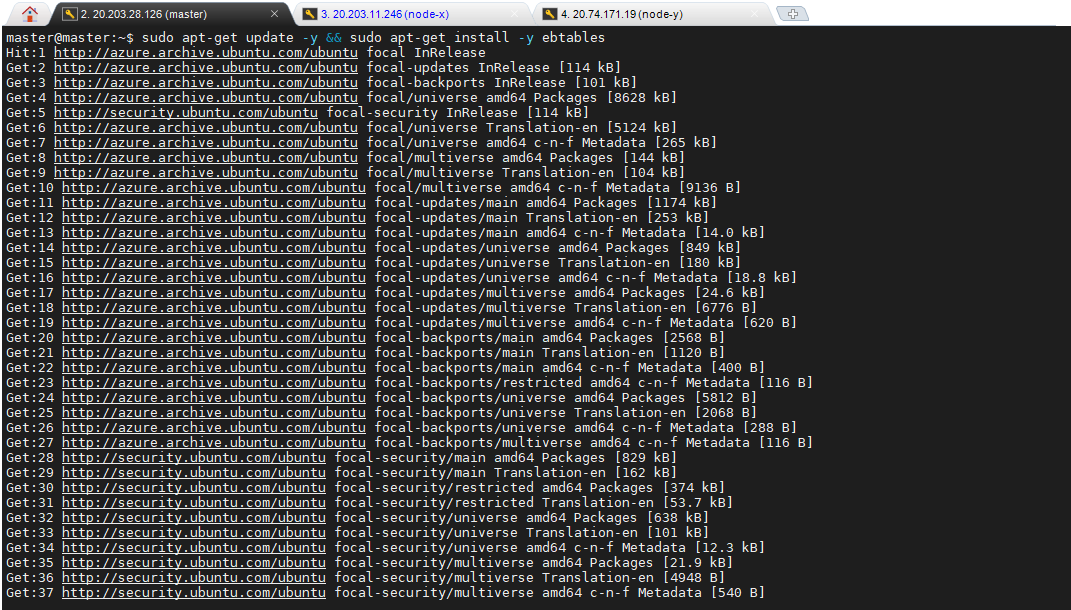 2. 20.203.28.126 (master)
3. 20.203.11.246 (node-x)
4. 20.74.171.19 (node-y)
master@master:~$ sudo apt-get update -y && sudo apt-get install -y ebtables
Hit:1 http://azure.archive.ubuntu.com/ubuntu focal InRelease
Get:2 http://azure.archive.ubuntu.com/ubuntu focal-updates InRelease [114 kB]
Get:3 http://azure.archive.ubuntu.com/ubuntu focal-backports InRelease [101 kB]
Get:4 http://azure.archive.ubuntu.com/ubuntu focal/universe amd64 Packages [8628 kB]
Get:5 http://security.ubuntu.com/ubuntu focal-security InRelease [114 kB]
Get:6 http://azure.archive.ubuntu.com/ubuntu focal/universe Translation-en [5124 kB]
Get:7 http://azure.archive.ubuntu.com/ubuntu focal/universe amd64 c-n-f Metadata [265 kB]
Get:8 http://azure.archive.ubuntu.com/ubuntu focal/multiverse amd64 Packages [144 kB]
Get:9 http://azure.archive.ubuntu.com/ubuntu focal/multiverse Translation-en [104 kB]
Get:10 http://azure.archive.ubuntu.com/ubuntu focal/multiverse amd64 c-n-f Metadata [9136 B]
Get:11 http://azure.archive.ubuntu.com/ubuntu focal-updates/main amd64 Packages [1174 kB]
Get:12 http://azure.archive.ubuntu.com/ubuntu focal-updates/main Translation-en [253 kB]
Get:13 http://azure.archive.ubuntu.com/ubuntu focal-updates/main amd64 c-n-f Metadata [14.0 kB]
Get:14 http://azure.archive.ubuntu.com/ubuntu focal-updates/universe amd64 Packages [849 kB]
Get:15 http://azure.archive.ubuntu.com/ubuntu focal-updates/universe Translation-en [180 kB]
Get:16 http://azure.archive.ubuntu.com/ubuntu focal-updates/universe amd64 c-n-f Metadata [18.8 kB]
Get:17 http://azure.archive.ubuntu.com/ubuntu focal-updates/multiverse amd64 Packages [24.6 kB]
Get:18 http://azure.archive.ubuntu.com/ubuntu focal-updates/multiverse Translation-en [6776 B]
Get:19 http://azure.archive.ubuntu.com/ubuntu focal-updates/multiverse amd64 c-n-f Metadata [620 B]
Get:20 http://azure.archive.ubuntu.com/ubuntu focal-backports/main amd64 Packages [2568 B]
Get:21 http://azure.archive.ubuntu.com/ubuntu focal-backports/main Translation-en [1120 B]
Get:22 http://azure.archive.ubuntu.com/ubuntu focal-backports/main amd64 c-n-f Metadata [400 B]
Get:23 http://azure.archive.ubuntu.com/ubuntu focal-backports/restricted amd64 c-n-f Metadata [116 B]
Get:24 http://azure.archive.ubuntu.com/ubuntu focal-backports/universe amd64 Packages [5812 B]
Get:25 http://azure.archive.ubuntu.com/ubuntu focal-backports/universe Translation-en [2068 B]
Get:26 http://azure.archive.ubuntu.com/ubuntu focal-backports/universe amd64 c-n-f Metadata [288 B]
Get:27 http://azure.archive.ubuntu.com/ubuntu focal-backports/multiverse amd64 c-n-f Metadata [116 B]
Get:28 http://security.ubuntu.com/ubuntu focal-security/main amd64 Packages [829 kB]
Get:29 http://security.ubuntu.com/ubuntu focal-security/main Translation-en [162 kB]
Get:30 http://security.ubuntu.com/ubuntu focal-security/restricted amd64 Packages [374 kB]
Get:31 http://security.ubuntu.com/ubuntu focal-security/restricted Translation-en [53.7 kB]
Get:32 http://security.ubuntu.com/ubuntu focal-security/universe amd64 Packages [638 kB]
Get:33 http://security.ubuntu.com/ubuntu focal-security/universe Translation-en [101 kB]
Get:34 http://security.ubuntu.com/ubuntu focal-security/universe amd64 c-n-f Metadata [12.3 kB]
Get:35 http://security.ubuntu.com/ubuntu focal-security/multiverse amd64 Packages [21.9 kB]
Get:36 http://security.ubuntu.com/ubuntu focal-security/multiverse Translation-en [4948 B]
Get:37 http://security.ubuntu.com/ubuntu focal-security/multiverse amd64 c-n-f Metadata [540 B]